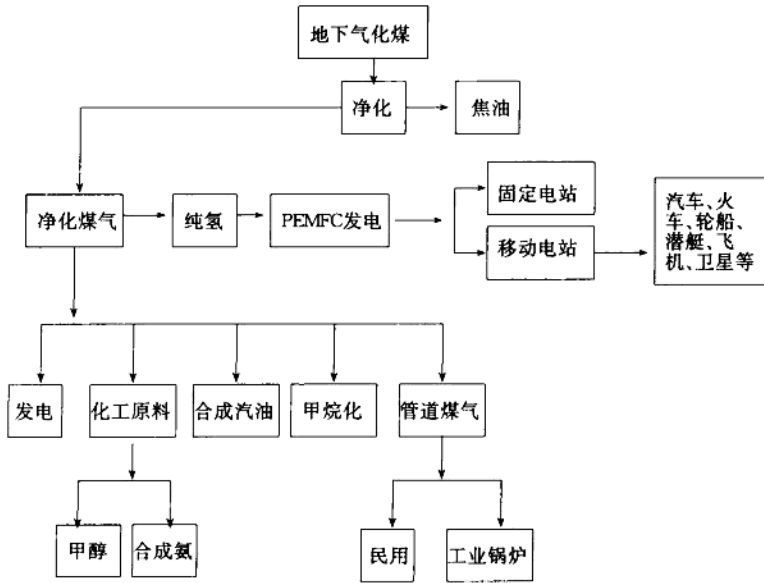 地下气化煤
净化
焦油
净化煤气
纯氢
PEMFC发电
固定电站
移动电站
汽车、火
车、轮船、
潜艇、飞
机、卫星等
发电
化工原料
合成汽油
甲烷化
管道煤气
甲醇
合成氨
民用
工业锅炉